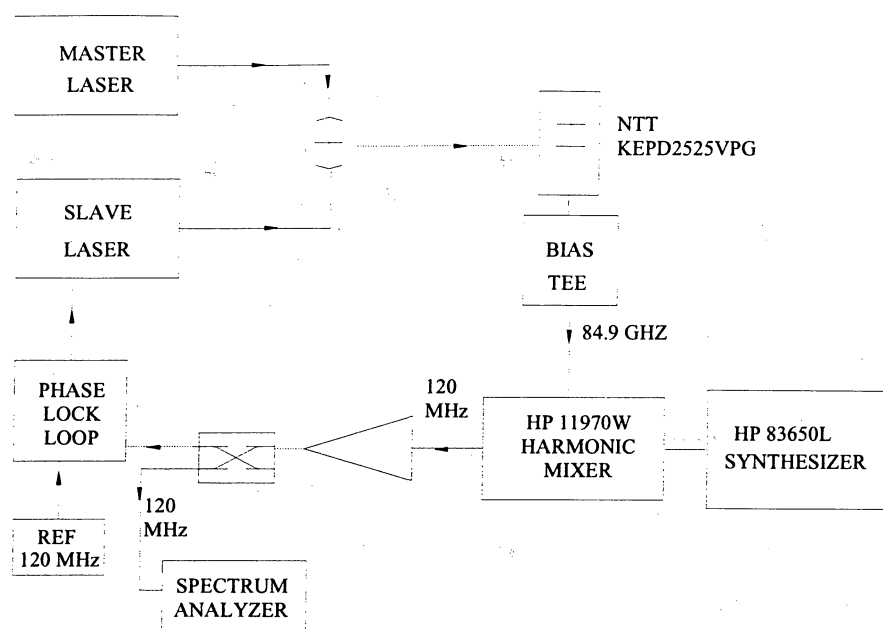 MASTER
LASER
NTT
KEPD2525VPG
SLAVE
LASER
BIAS
TEE
84.9 GHZ
PHASE
LOCK
LOOP
120
MHz
HP 11970W
HARMONIC
MIXER
HP 83650L
SYNTHESIZER
120
MHz
REF
120 MHz
SPECTRUM
ANALYZER